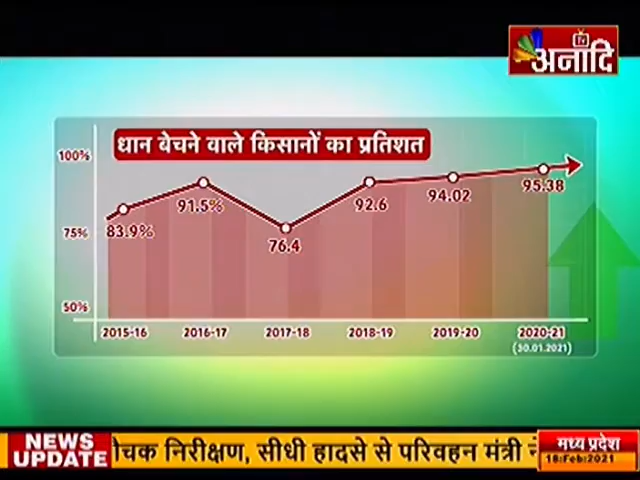 TV
अनादि
धान बेचने वाले किसानों का प्रतिशत
100%
75%
50%
83.9%
91.5%
76.4
92.6
94.02
95.38
2015-16
2016-17
2017-18
2018-19
2019-20
2020-21
(30.01.2021)
NEWS
UPDATE
ौचक निरीक्षण, सीधी हादसे से परिवहन मंत्री ने
मध्य प्रदेश
18:Feb:2021